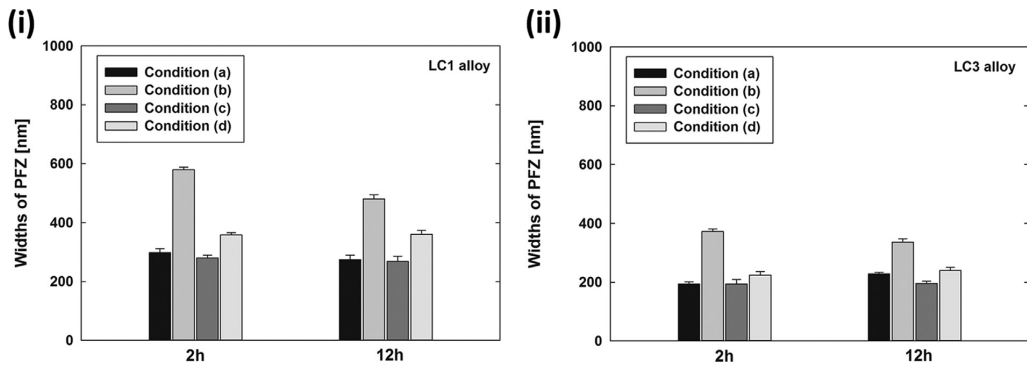 (i)
Widths of PFZ [nm]
1000
800
600
400
200
0
Condition (a)
Condition (b)
Condition (c)
Condition (d)
LC1 alloy
2h
12h
(ii)
Widths of PFZ [nm]
1000
800
600
400
200
0
Condition (a)
Condition (b)
Condition (c)
Condition (d)
LC3 alloy
2h
12h